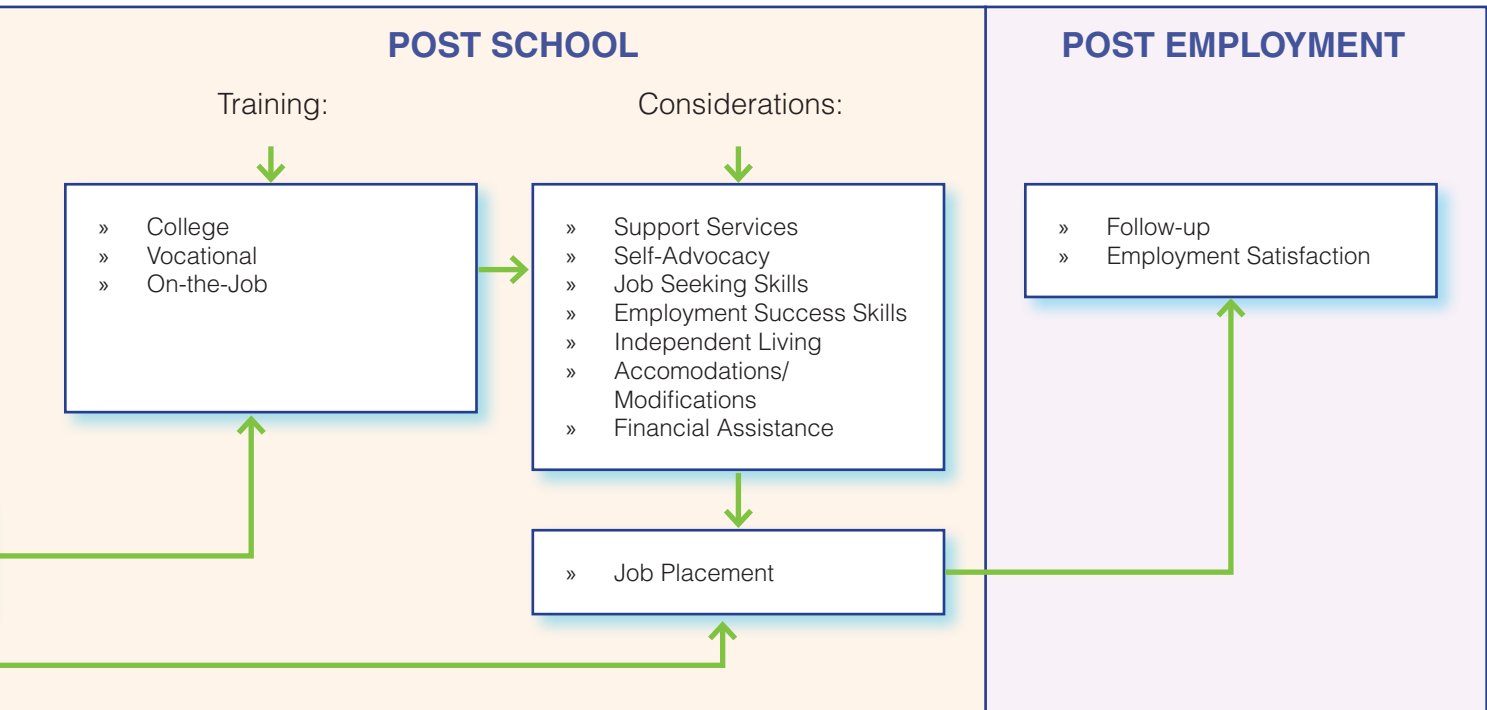 POST SCHOOL
Training:
» College
» Vocational
» On-the-Job
Considerations:
» Support Services
» Self-Advocacy
» Job Seeking Skills
» Employment Success Skills
» Independent Living
» Accomodations/
Modifications
» Financial Assistance
» Job Placement
POST EMPLOYMENT
» Follow-up
» Employment Satisfaction